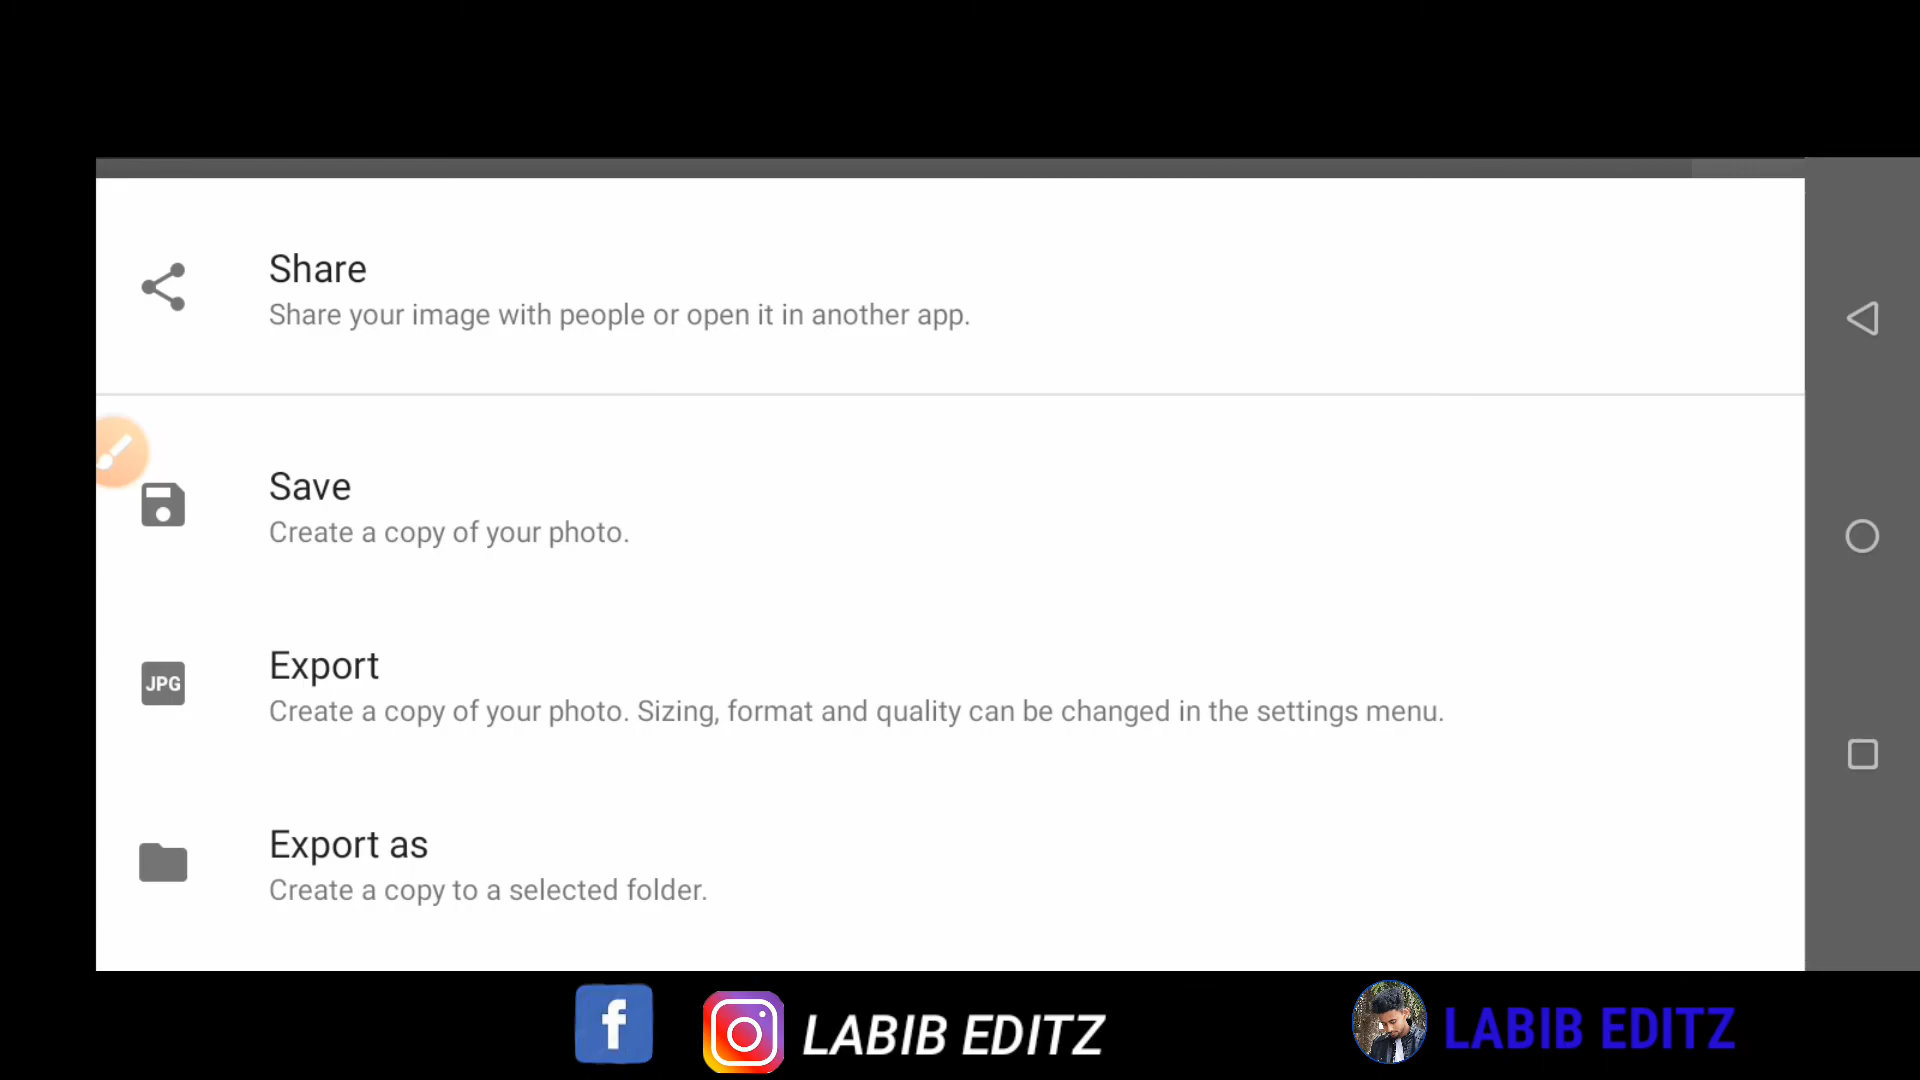 Share
Share your image with people or open it in another app.
Save
Create a copy of your photo.
JPG
Export
Create a copy of your photo. Sizing, format and quality can be changed in the settings menu.
Export as
Create a copy to a selected folder.
f
LABIB EDITZ
LABIB EDITZ